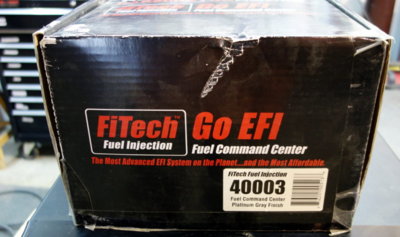 FiTech™ Go EFI
Fuel Injection Fuel Command Center
The Most Advanced EFI System on the Planet ...and the Most Affordable.
FiTech Fuel Injection
40003
Fuel Command Center
Platinum Gray Finish